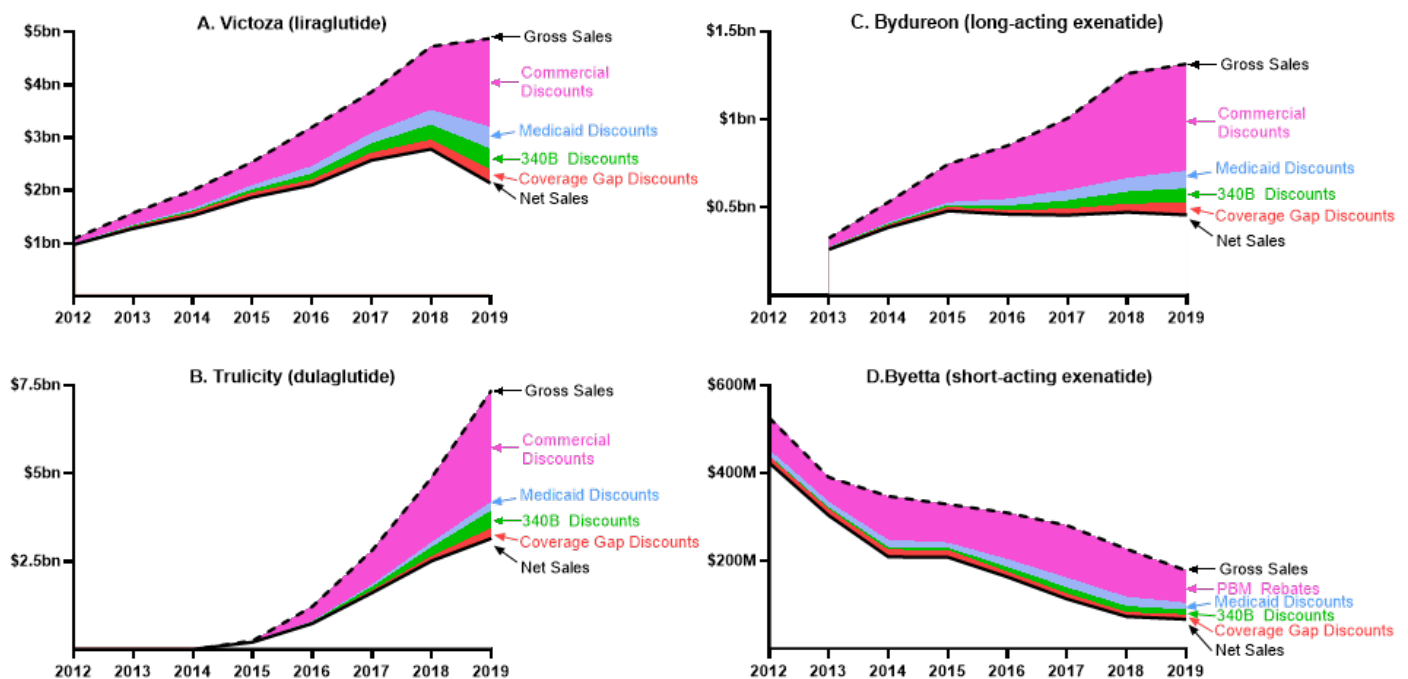 A. Victoza (liraglutide)
$5bn
$4bn
$3bn
$2bn
$1bn
Gross Sales
Commercial
Discounts
Medicaid Discounts
340B Discounts
Coverage Gap Discounts
Net Sales
2012 2013 2014 2015 2016 2017 2018 2019
C. Bydureon (long-acting exenatide)
$1.5bn
$1bn
$0.5bn
Gross Sales
Commercial
Discounts
Medicaid Discounts
340B Discounts
Coverage Gap Discounts
Net Sales
2012 2013 2014 2015 2016 2017 2018 2019
B. Trulicity (dulaglutide)
$7.5bn
$5bn
$2.5bn
Gross Sales
Commercial
Discounts
Medicaid Discounts
340B Discounts
Coverage Gap Discounts
Net Sales
2012 2013 2014 2015 2016 2017 2018 2019
D.Byetta (short-acting exenatide)
$600M
$400M
$200M
Gross Sales
PBM Rebates
Medicaid Discounts
340B Discounts
Coverage Gap Discounts
Net Sales
2012 2013 2014 2015 2016 2017 2018 2019